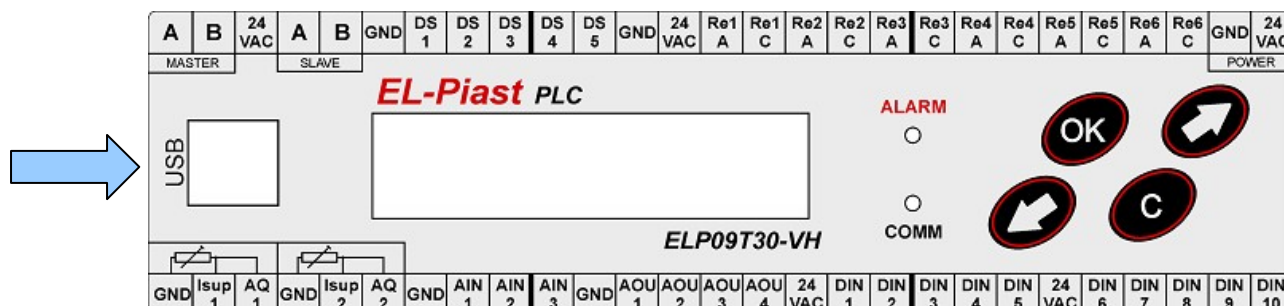 A B 24 VAC A B GND DS 1 DS 2 DS 3 DS 4 DS 5 GND 24 VAC Re1 A Re1 C Re2 A Re2 C Re3 A Re3 C Re4 A Re4 C Re5 A Re5 C Re6 A Re6 C GND 24 VAC
MASTER SLAVE POWER
EL-Piast PLC
ALARM
OK
USB
C
COMM
ELP09T30-VH
GND Isup 1 AQ 1 GND Isup 2 AQ 2 GND AIN 1 AIN 2 AIN 3 GND AOU 1 AOU 2 AOU 3 AOU 4 24 VAC DIN 1 DIN 2 DIN 3 DIN 4 DIN 5 24 VAC DIN 6 DIN 7 DIN 8 DIN 9 DIN